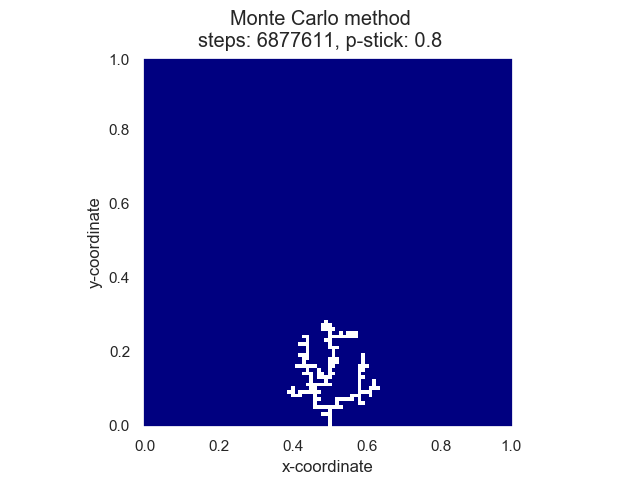 Monte Carlo method
steps: 6877611, p-stick: 0.8
1.0
0.8
0.6
0.4
0.2
0.0
y-coordinate
0.0 0.2 0.4 0.6 0.8 1.0
x-coordinate